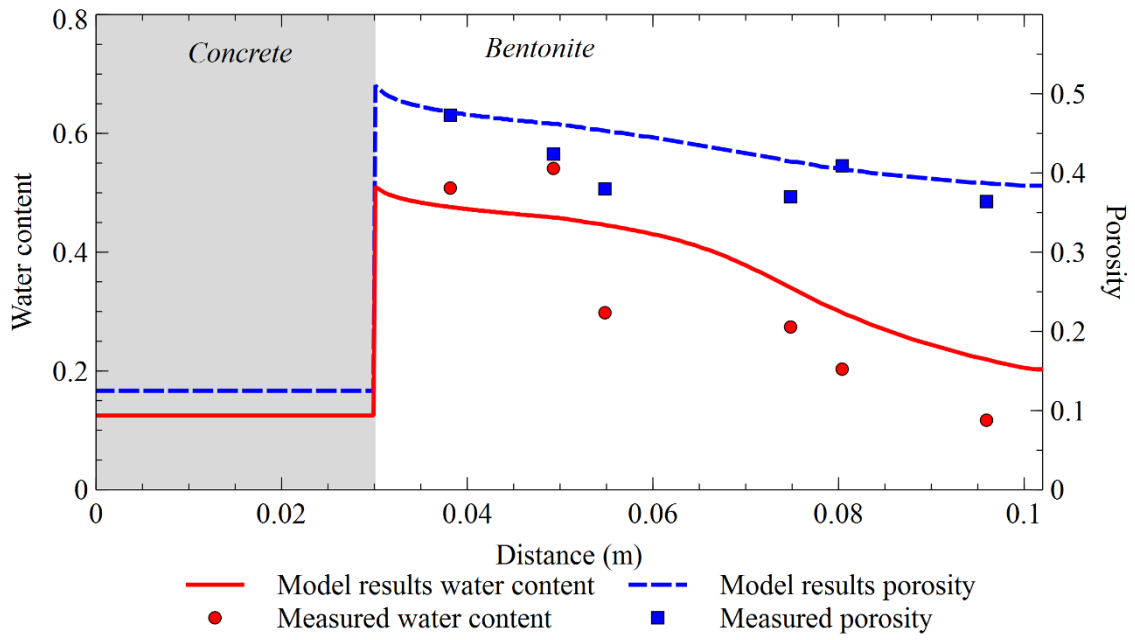 Concrete
Bentonite
0.8
0.6
0.4
0.2
0
Water content
0.5
0.4
0.3
0.2
0.1
0
Porosity
0 0.02 0.04 0.06 0.08 0.1
Distance (m)
Model results water content Model results porosity
Measured water content Measured porosity